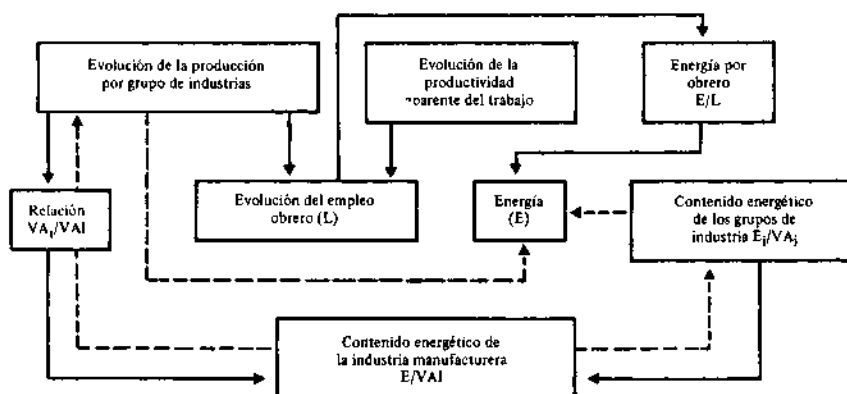 Evolución de la producción
por grupo de industrias
Evolución de la
productividad
aparente del trabajo
Energía por
obrero
E/L
Relación
VA₁/VAI
Evolución del empleo
obrero (L)
Energía
(E)
Contenido energético
de los grupos de
industria Ei/VAj
Contenido energético de
la industria manufacturera
E/VAI